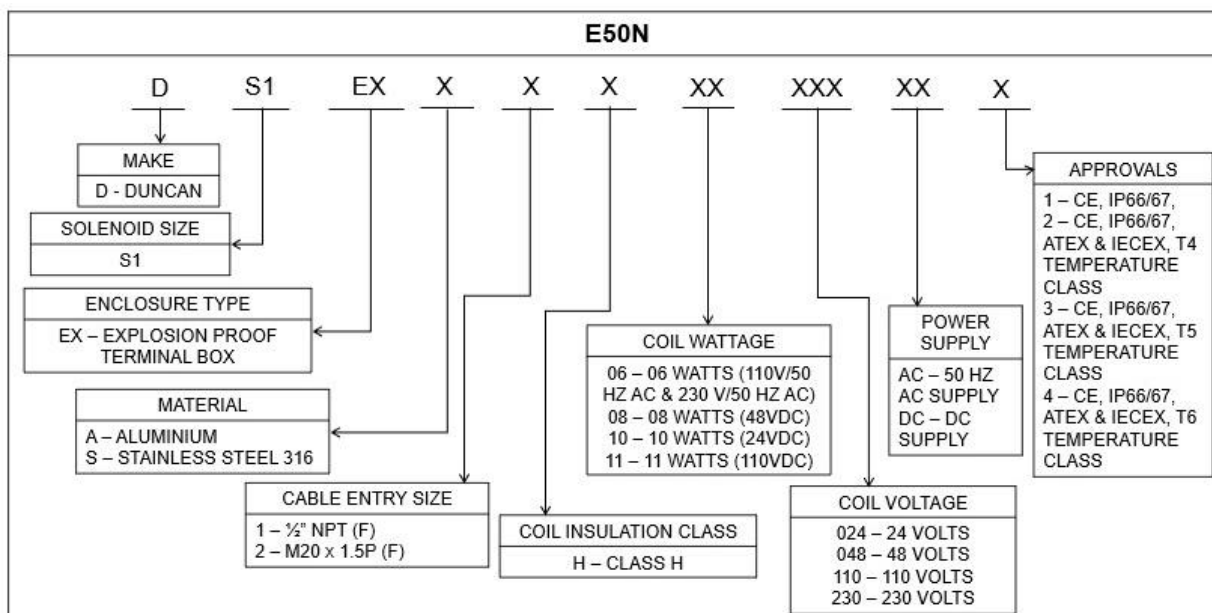 E50N
D S1 EX X X X XX XXX XX X
MAKE
D - DUNCAN
SOLENOID SIZE
S1
ENCLOSURE TYPE
EX – EXPLOSION PROOF
TERMINAL BOX
MATERIAL
A – ALUMINIUM
S – STAINLESS STEEL 316
CABLE ENTRY SIZE
1 – ½” NPT (F)
2 – M20 x 1.5P (F)
COIL INSULATION CLASS
H – CLASS H
COIL WATTAGE
06 – 06 WATTS (110V/50
HZ AC & 230 V/50 HZ AC)
08 – 08 WATTS (48VDC)
10 – 10 WATTS (24VDC)
11 – 11 WATTS (110VDC)
COIL VOLTAGE
024 – 24 VOLTS
048 – 48 VOLTS
110 – 110 VOLTS
230 – 230 VOLTS
POWER
SUPPLY
AC – 50 HZ
AC SUPPLY
DC – DC
SUPPLY
APPROVALS
1 – CE, IP66/67,
2 – CE, IP66/67,
ATEX & IECEX, T4
TEMPERATURE
CLASS
3 – CE, IP66/67,
ATEX & IECEX, T5
TEMPERATURE
CLASS
4 – CE, IP66/67,
ATEX & IECEX, T6
TEMPERATURE
CLASS